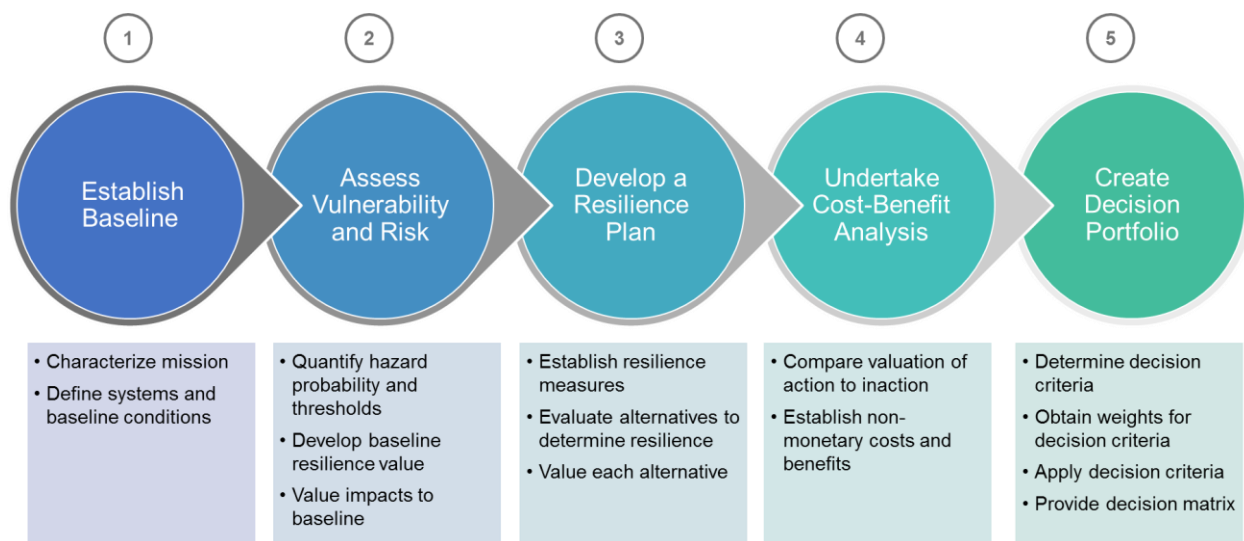 1
2
3
4
5
Establish
Baseline
Assess
Vulnerability
and Risk
Develop a
Resilience
Plan
Undertake
Cost-Benefit
Analysis
Create
Decision
Portfolio
• Characterize mission
• Define systems and
baseline conditions
• Quantify hazard
probability and
thresholds
• Develop baseline
resilience value
• Value impacts to
baseline
• Establish resilience
measures
• Evaluate alternatives to
determine resilience
• Value each alternative
• Compare valuation of
action to inaction
• Establish non-
monetary costs and
benefits
• Determine decision
criteria
• Obtain weights for
decision criteria
• Apply decision criteria
• Provide decision matrix